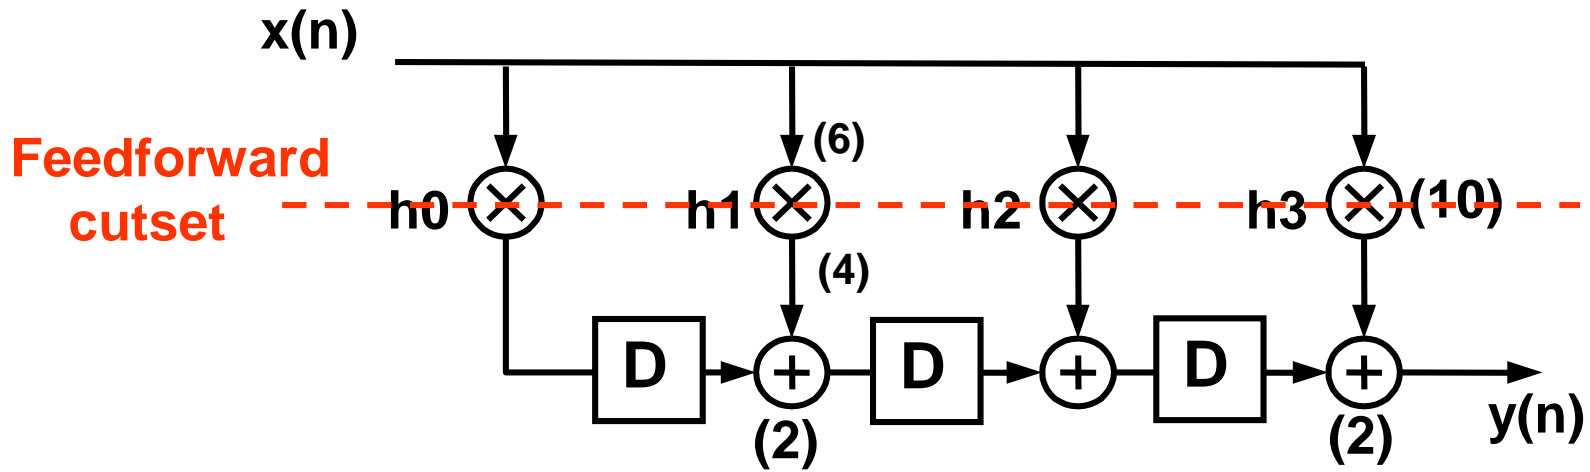 x(n)
Feedforward
cutset
(6)
h0
h1
h2
h3
(10)
(4)
D
D
D
(2)
(2)
y(n)